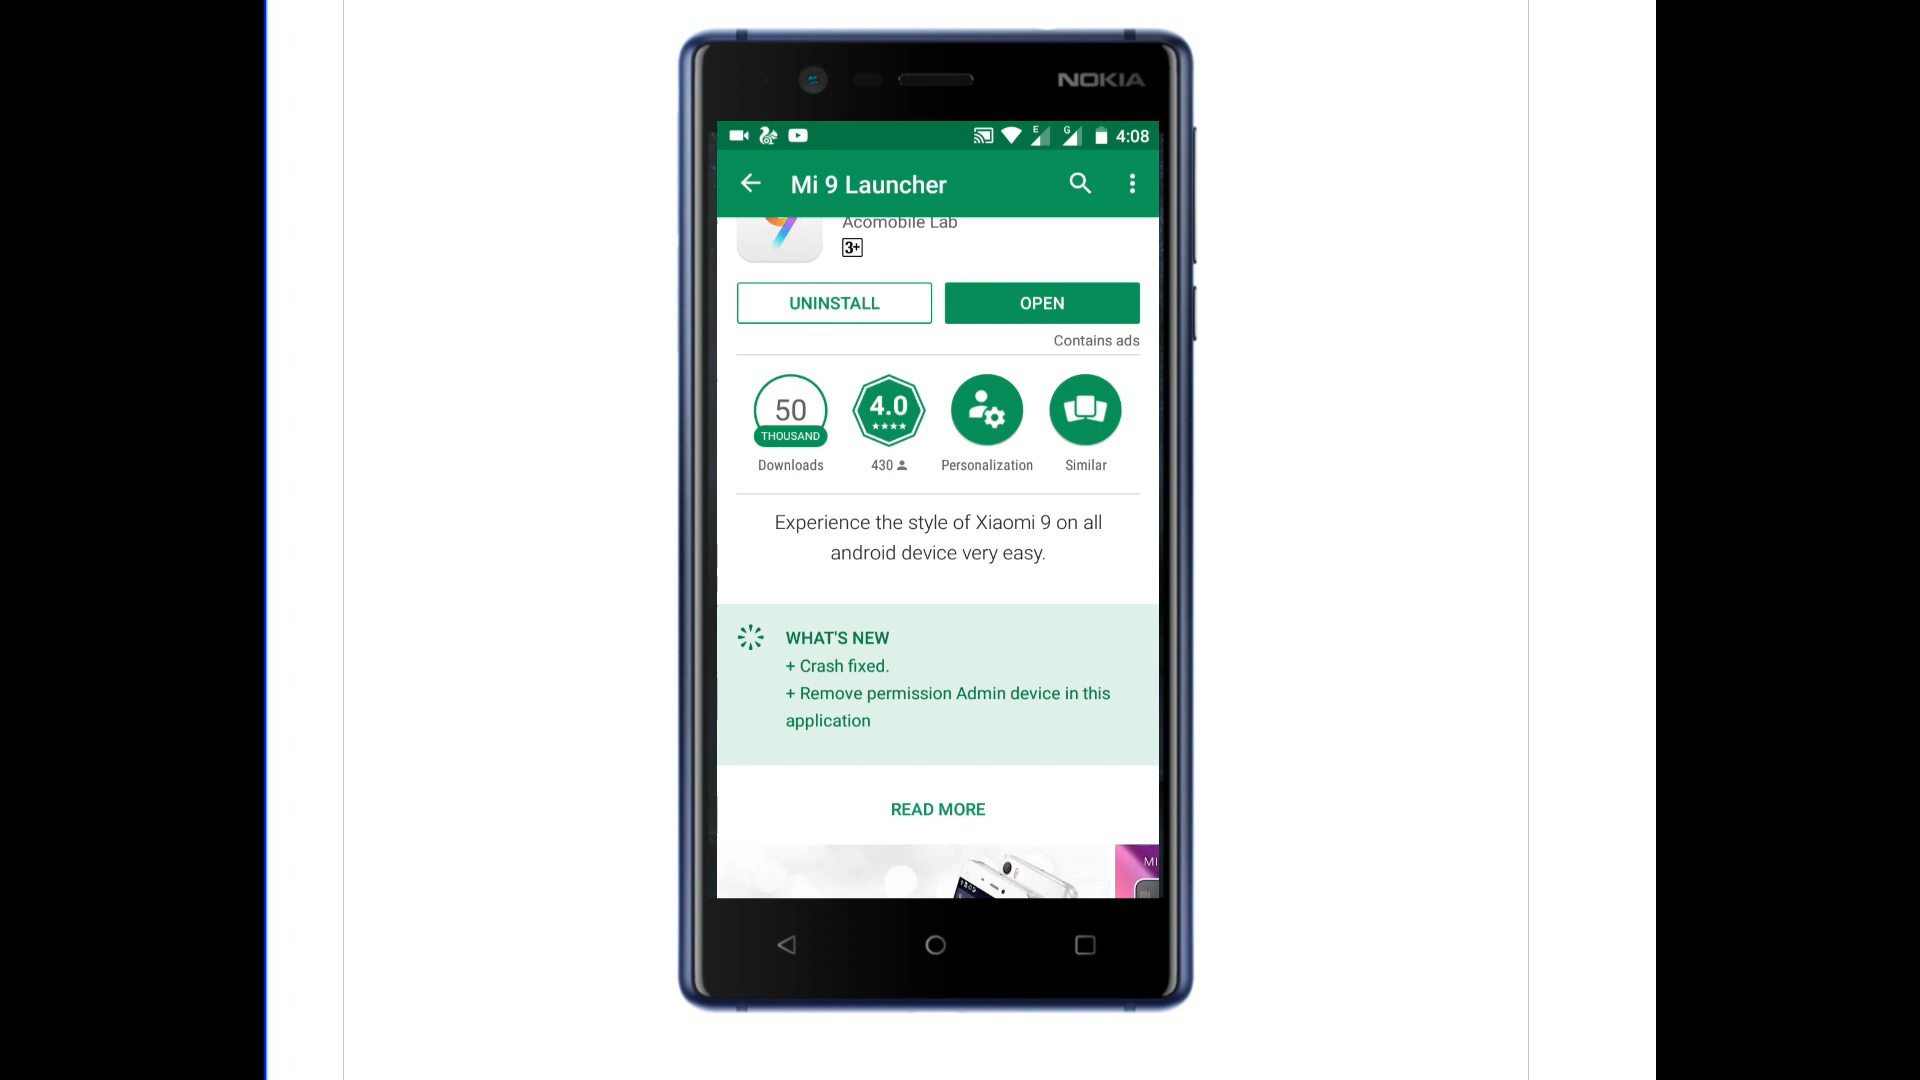 NOKIA
E G 4:08
Mi 9 Launcher
Acomobile Lab
3+
UNINSTALL OPEN
Contains ads
50 4.0
THOUSAND
Downloads 430 Personalization Similar
Experience the style of Xiaomi 9 on all
android device very easy.
WHAT'S NEW
+ Crash fixed.
+ Remove permission Admin device in this
application
READ MORE
MI